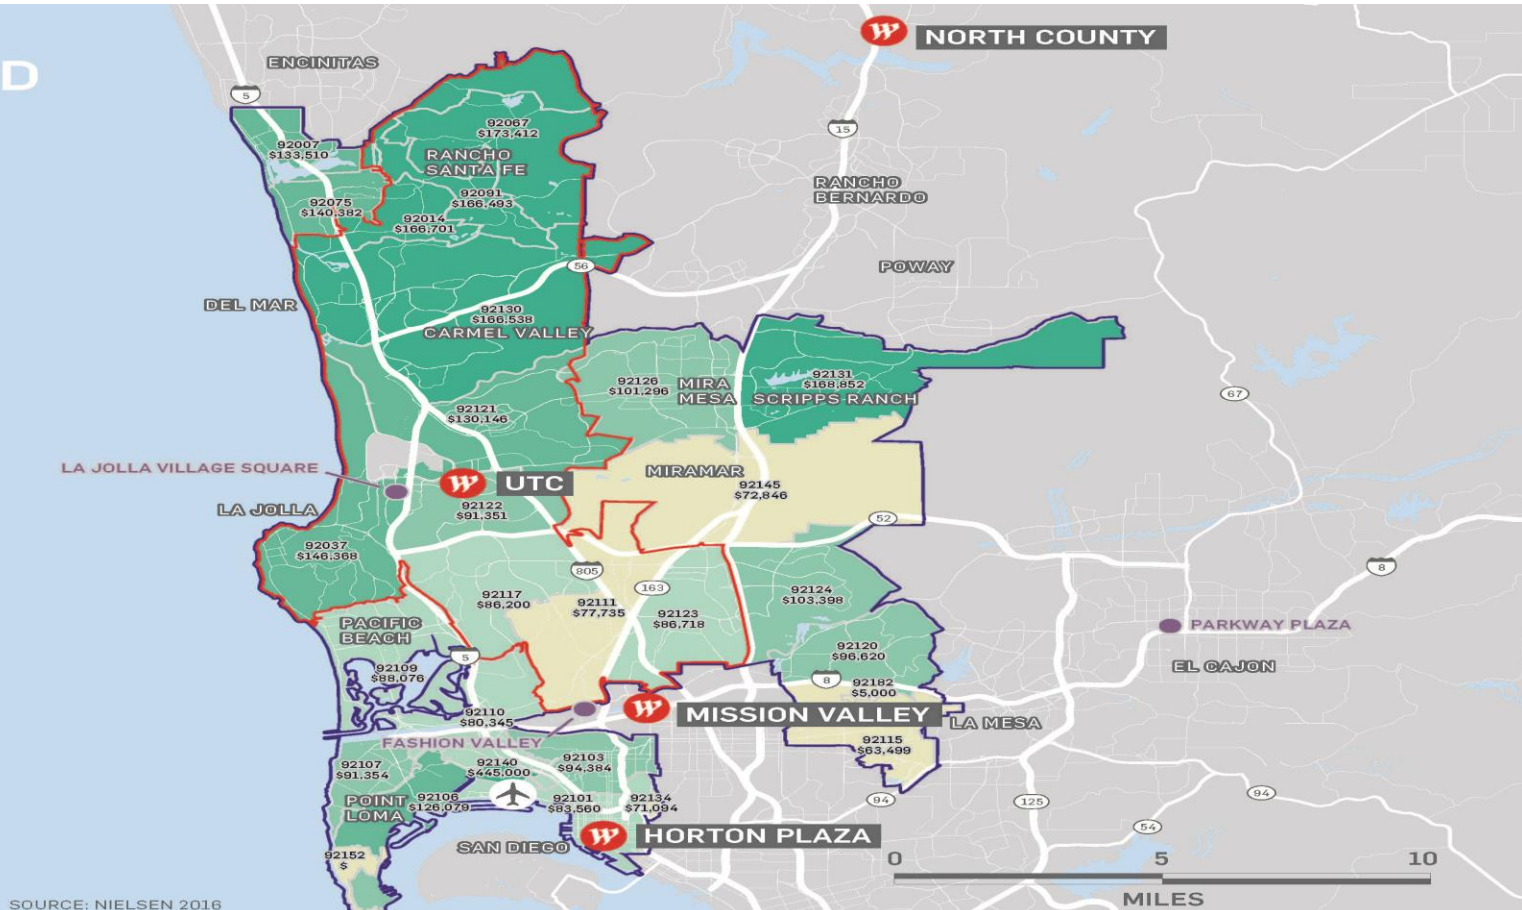 D
NORTH COUNTY
ENCINITAS
5
15
92067
$173,412
92007
$133,510
RANCHO
SANTA FE
RANCHO
BERNARDO
92091
$166,493
92075
$140,382
92014
$166,701
56
POWAY
DEL MAR
92130
$166,538
CARMEL VALLEY
92126
$101,296
MIRA
MESA
92131
$168,852
SCRIPPS RANCH
67
92121
$130,146
LA JOLLA VILLAGE SQUARE
UTC
MIRAMAR
92145
$72,846
LA JOLLA
92122
$91,351
52
92037
$146,368
805
8
163
92117
$86,200
92111
$77,735
92123
$86,718
92124
$103,398
PACIFIC
BEACH
PARKWAY PLAZA
5
92120
$96,620
EL CAJON
92109
$88,076
8
92182
$5,000
92110
$80,345
MISSION VALLEY
LA MESA
FASHION VALLEY
92115
$63,499
92107
$91,354
92140
$445,000
92103
$94,384
POINT
LOMA
92106
$126,079
92101
$83,560
92134
$71,094
94
125
94
54
HORTON PLAZA
SAN DIEGO
92152
$
0 5 10
MILES
SOURCE: NIELSEN 2016